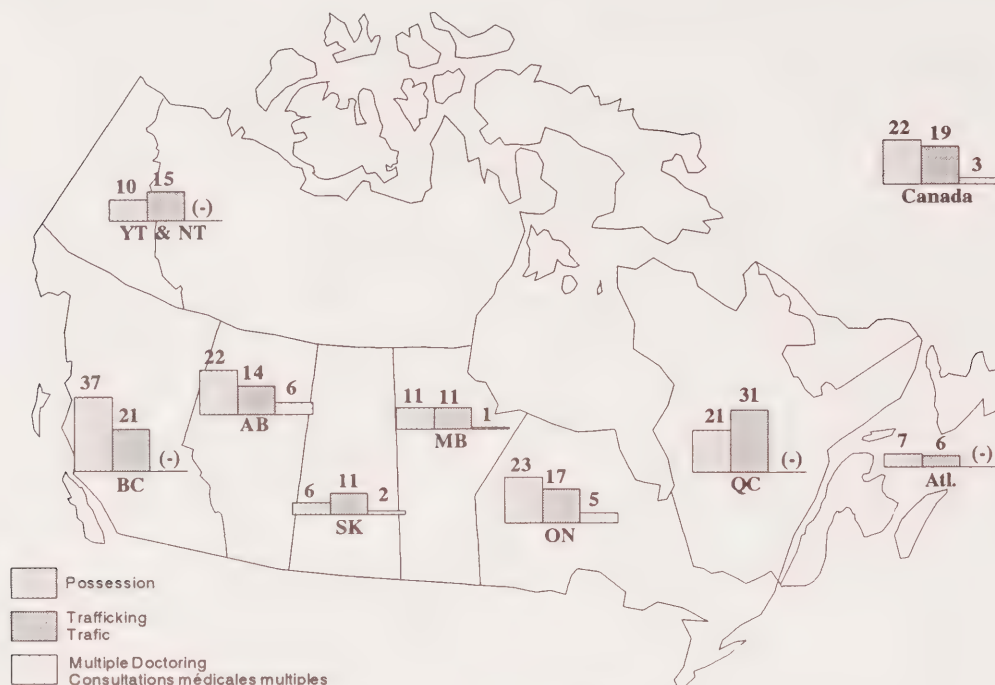 22 19 3
Canada
10 15 (-)
YT & NT
37 21 (-)
BC
22 14 6
AB
6 11 2
SK
11 11 1
MB
23 17 5
ON
21 31 (-)
QC
7 6 (-)
Atl.
Possession
Trafficking
Trafic
Multiple Doctoring
Consultations médicales multiples